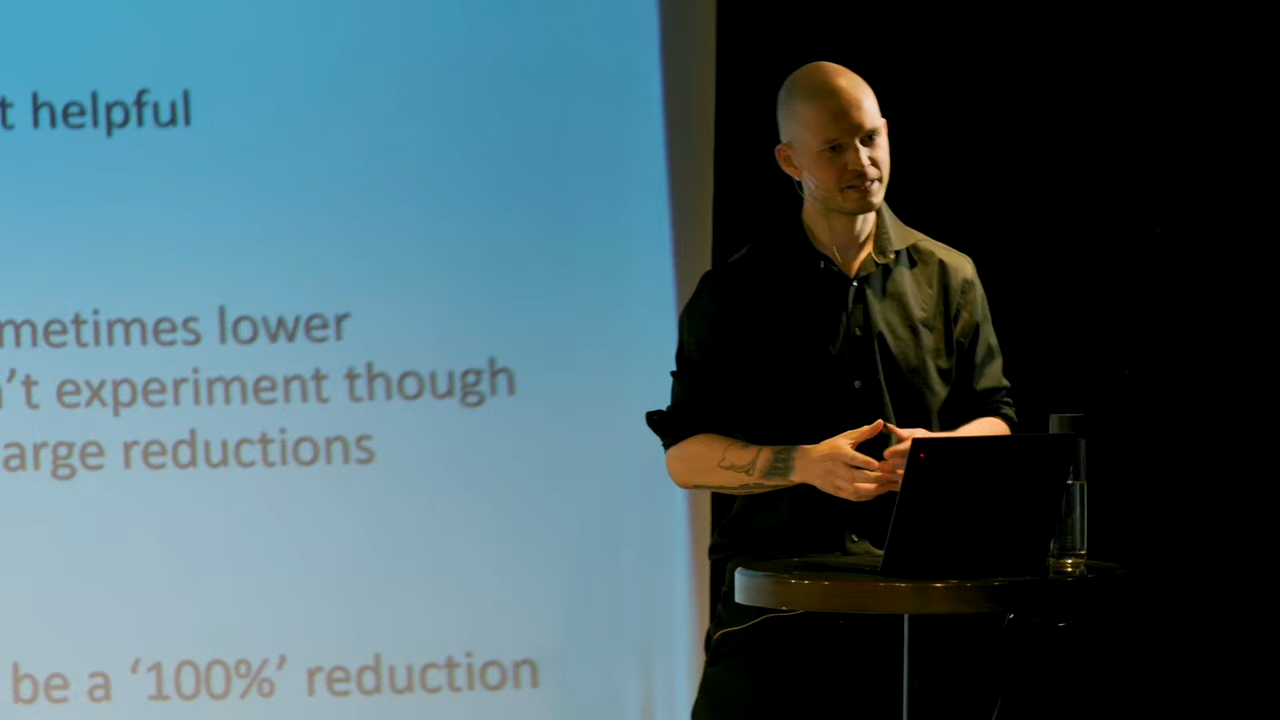 t helpful
metimes lower
't experiment though
arge reductions
be a ‘100%’ reduction